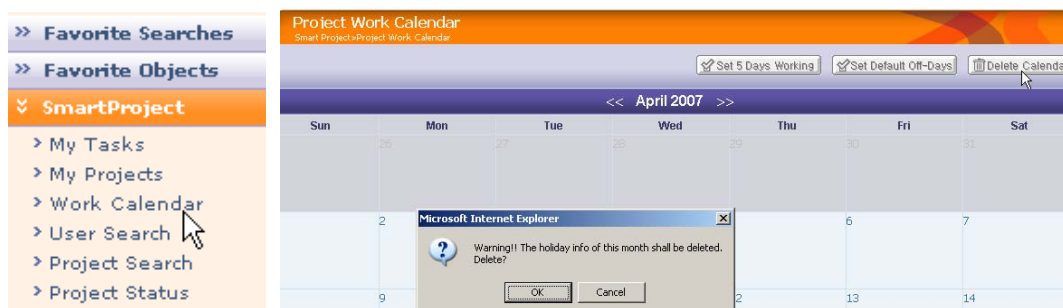 Favorite Searches
Favorite Objects
SmartProject
My Tasks
My Projects
Work Calendar
User Search
Project Search
Project Status
Project Work Calendar
Smart Project>Project Work Calendar
Set 5 Days Working
Set Default Off-Days
Delete Calenda
<< April 2007 >>
Sun Mon Tue Wed Thu Fri Sat
26 27 28 29 30 31
2 6 7
Microsoft Internet Explorer
Warning!! The holiday info of this month shall be deleted.
Delete?
OK Cancel
9 2 13 14